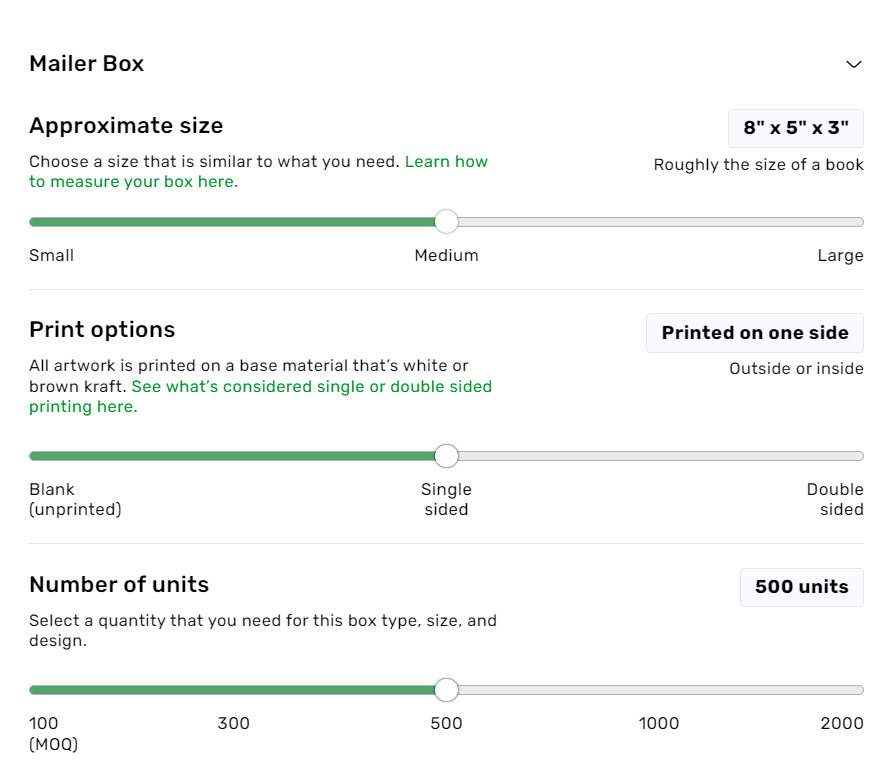 Mailer Box
Approximate size
8" x 5" x 3"
Choose a size that is similar to what you need. Learn how
to measure your box here.
Roughly the size of a book
Small
Medium
Large
Print options
Printed on one side
All artwork is printed on a base material that’s white or
brown kraft. See what’s considered single or double sided
printing here.
Outside or inside
Blank
(unprinted)
Single
sided
Double
sided
Number of units
500 units
Select a quantity that you need for this box type, size, and
design.
100
(MOQ)
300
500
1000
2000